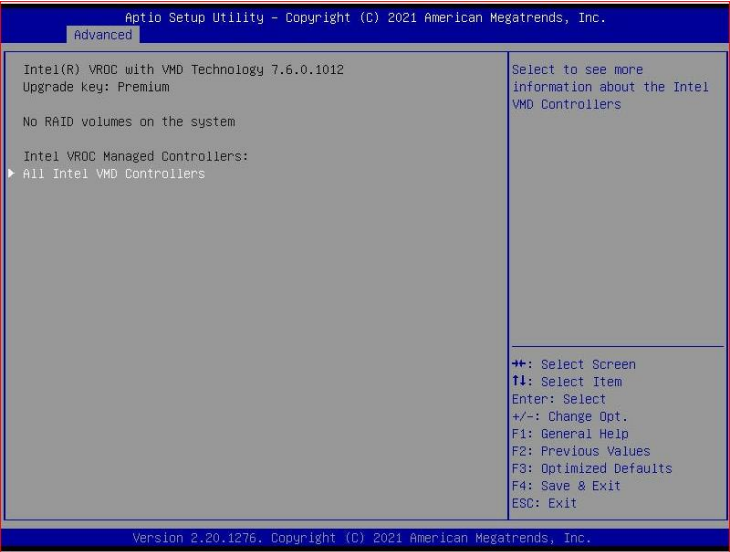 Aptio Setup Utility – Copyright (C) 2021 American Megatrends, Inc.
Advanced
Intel(R) VROC with VMD Technology 7.6.0.1012
Upgrade key: Premium
No RAID volumes on the system
Intel VROC Managed Controllers:
▶ All Intel VMD Controllers
Select to see more
information about the Intel
VMD Controllers
→←: Select Screen
↑↓: Select Item
Enter: Select
+/-: Change Opt.
F1: General Help
F2: Previous Values
F3: Optimized Defaults
F4: Save & Exit
ESC: Exit
Version 2.20.1276. Copyright (C) 2021 American Megatrends, Inc.